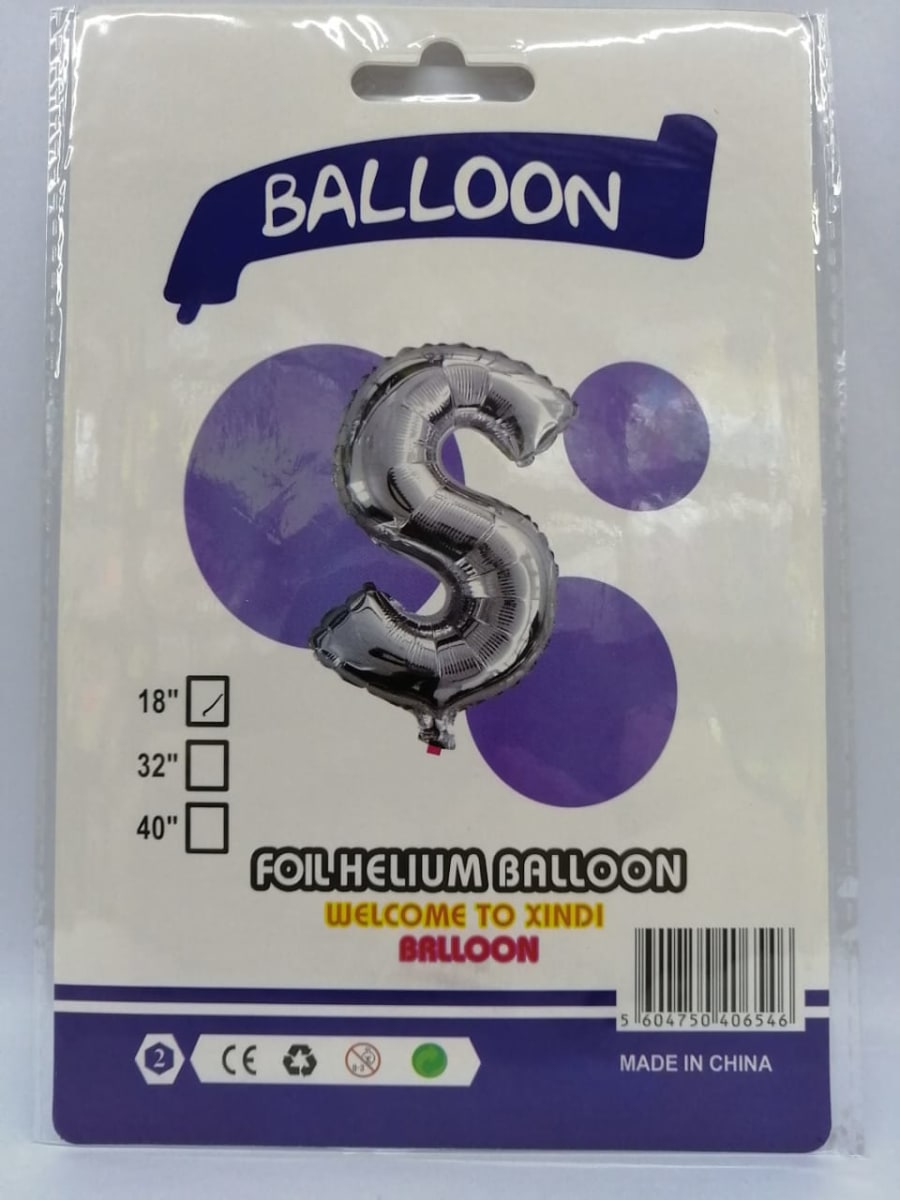 BALLOON
18"
32"
40"
FOIL HELIUM BALLOON
WELCOME TO XINDI
BALLOON
5 604750 406546
2 CE
MADE IN CHINA